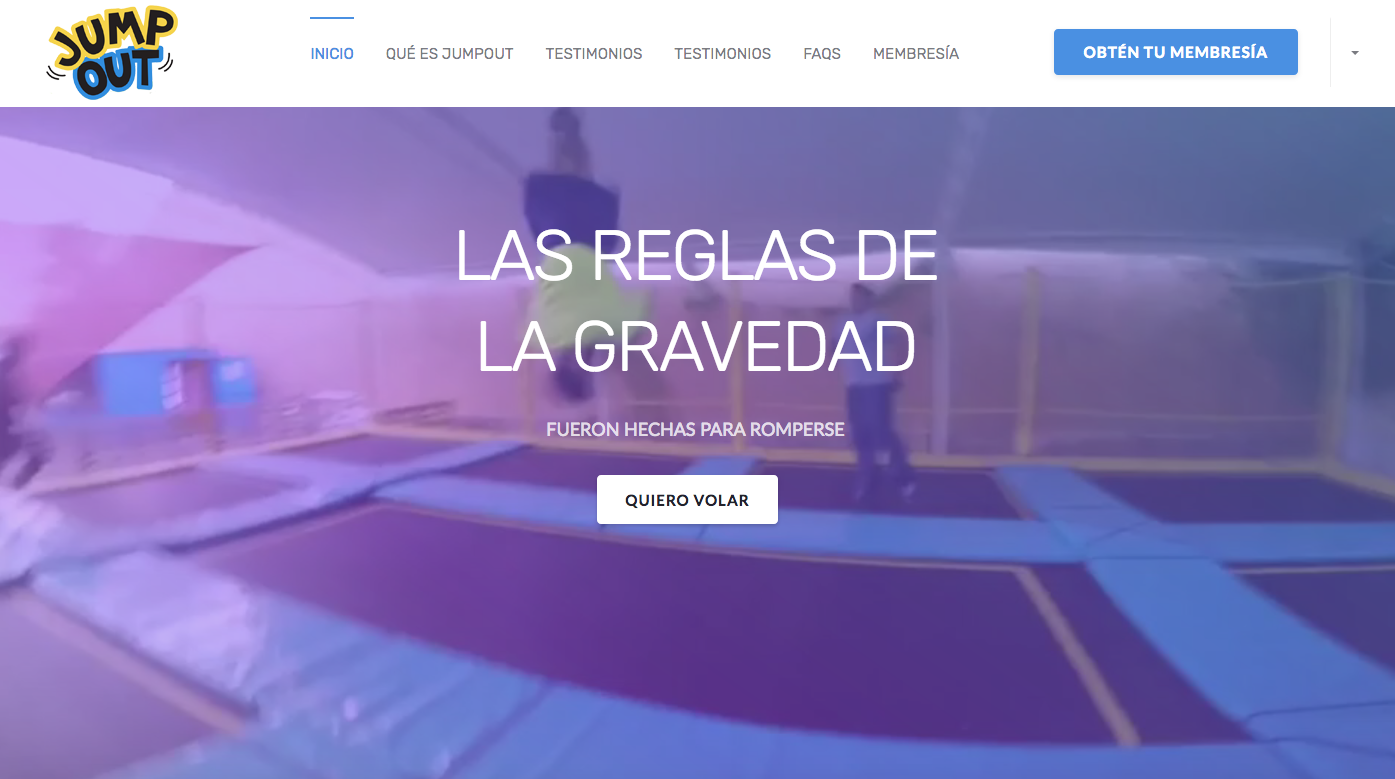 JUMP
OUT
INICIO
QUÉ ES JUMPOUT
TESTIMONIOS
TESTIMONIOS
FAQS
MEMBRESÍA
OBTÉN TU MEMBRESÍA
LAS REGLAS DE
LA GRAVEDAD
FUERON HECHAS PARA ROMPERSE
QUIERO VOLAR